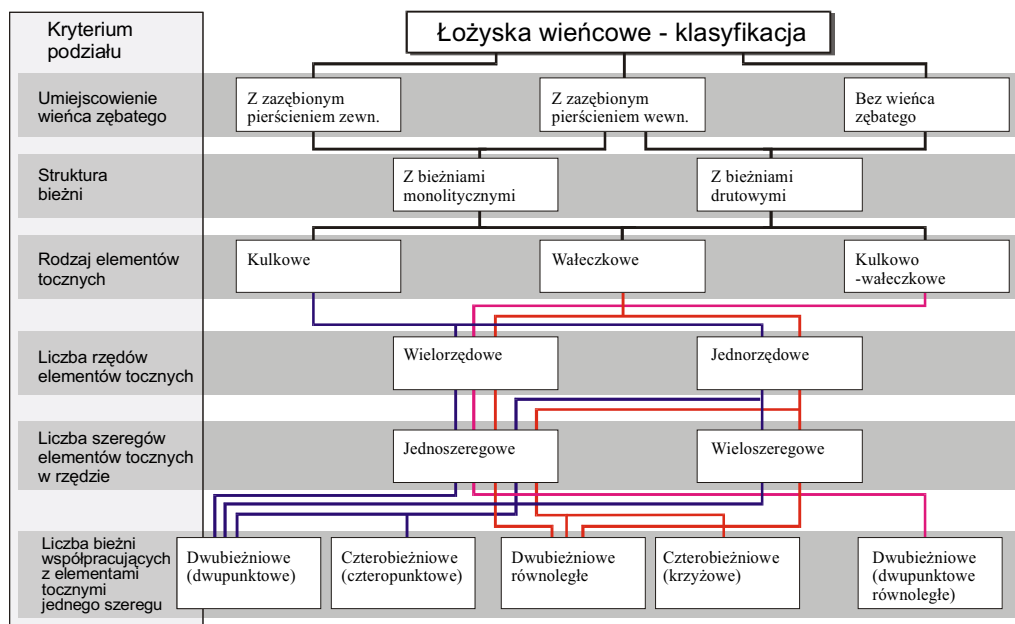 Kryterium
podziału
Łożyska wieńcowe - klasyfikacja
Umiejscowienie
wieńca zębatego
Z zazębionym
pierścieniem zewn.
Z zazębionym
pierścieniem wewn.
Bez wieńca
zębatego
Struktura
bieżni
Z bieżniami
monolitycznymi
Z bieżniami
drutowymi
Rodzaj elementów
tocznych
Kulkowe
Wałeczkowe
Kulkowo
-wałeczkowe
Liczba rzędów
elementów tocznych
Wielorzędowe
Jednorzędowe
Liczba szeregów
elementów tocznych
w rzędzie
Jednoszeregowe
Wieloszeregowe
Liczba bieżni
współpracujących
z elementami
tocznymi
jednego szeregu
Dwubieżniowe
(dwupunktowe)
Czterobieżniowe
(czteropunktowe)
Dwubieżniowe
równoległe
Czterobieżniowe
(krzyżowe)
Dwubieżniowe
(dwupunktowe
równoległe)